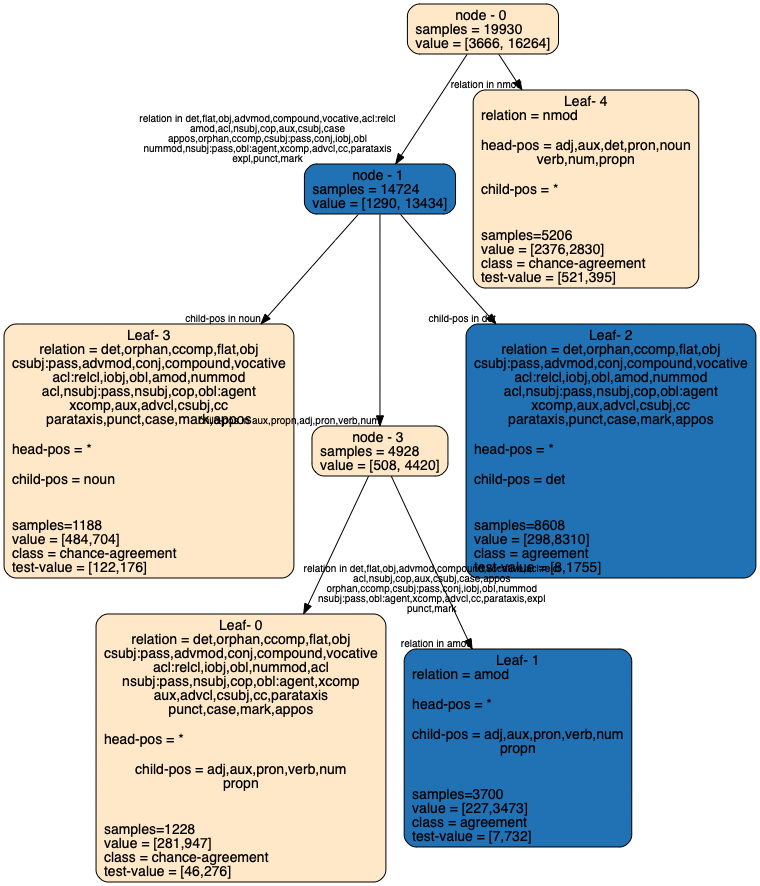 node - 0
samples = 19930
value = [3666, 16264]
relation in nmod
relation in det,flat,obj,advmod,compound,vocative,acl:relcl
amod,acl,nsubj,cop,aux,csubj,case
appos,orphan,ccomp,csubj:pass,conj,iobj,obl
nummod,nsubj:pass,obl:agent,xcomp,advcl,cc,parataxis
expl,punct,mark
Leaf- 4
relation = nmod
head-pos = adj,aux,det,pron,noun
verb,num,propn
child-pos = *
samples=5206
value = [2376,2830]
class = chance-agreement
test-value = [521,395]
node - 1
samples = 14724
value = [1290, 13434]
child-pos in noun
child-pos in det
Leaf- 3
relation = det,orphan,ccomp,flat,obj
csubj:pass,advmod,conj,compound,vocative
acl:relcl,iobj,obl,amod,nummod
acl,nsubj:pass,nsubj,cop,obl:agent
xcomp,aux,advcl,csubj,cc
parataxis,punct,case,mark,appos
head-pos = *
child-pos = noun
samples=1188
value = [484,704]
class = chance-agreement
test-value = [122,176]
aux,propn,adj,pron,verb,num
node - 3
samples = 4928
value = [508, 4420]
Leaf- 2
relation = det,orphan,ccomp,flat,obj
csubj:pass,advmod,conj,compound,vocative
acl:relcl,iobj,obl,amod,nummod
acl,nsubj:pass,nsubj,cop,obl:agent
xcomp,aux,advcl,csubj,cc
parataxis,punct,case,mark,appos
head-pos = *
child-pos = det
samples=8608
value = [298,8310]
class = agreement
test-value = [8,1755]
relation in det,flat,obj,advmod,compound,vocative,acl:relcl
acl,nsubj,cop,aux,csubj,case,appos
orphan,ccomp,csubj:pass,conj,iobj,obl,nummod
nsubj:pass,obl:agent,xcomp,advcl,cc,parataxis,expl
punct,mark
relation in amod
Leaf- 0
relation = det,orphan,ccomp,flat,obj
csubj:pass,advmod,conj,compound,vocative
acl:relcl,iobj,obl,nummod,acl
nsubj:pass,nsubj,cop,obl:agent,xcomp
aux,advcl,csubj,cc,parataxis
punct,case,mark,appos
head-pos = *
child-pos = adj,aux,pron,verb,num
propn
samples=1228
value = [281,947]
class = chance-agreement
test-value = [46,276]
Leaf- 1
relation = amod
head-pos = *
child-pos = adj,aux,pron,verb,num
propn
samples=3700
value = [227,3473]
class = agreement
test-value = [7,732]